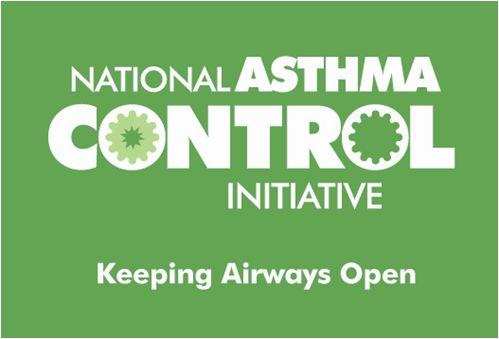 NATIONAL ASTHMA
CONTROL
INITIATIVE
Keeping Airways Open